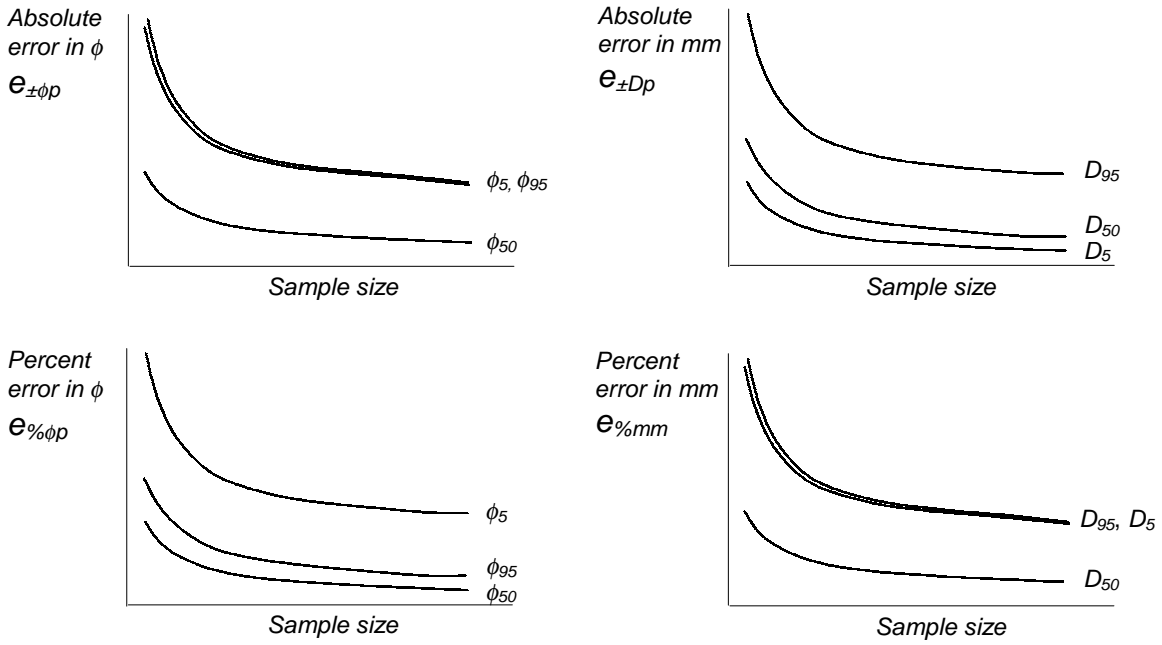 Absolute
error in ϕ
e±ϕp
ϕ5, ϕ95
ϕ50
Sample size
Absolute
error in mm
e±Dp
D95
D50
D5
Sample size
Percent
error in ϕ
e%ϕp
ϕ5
ϕ95
ϕ50
Sample size
Percent
error in mm
e%mm
D95, D5
D50
Sample size